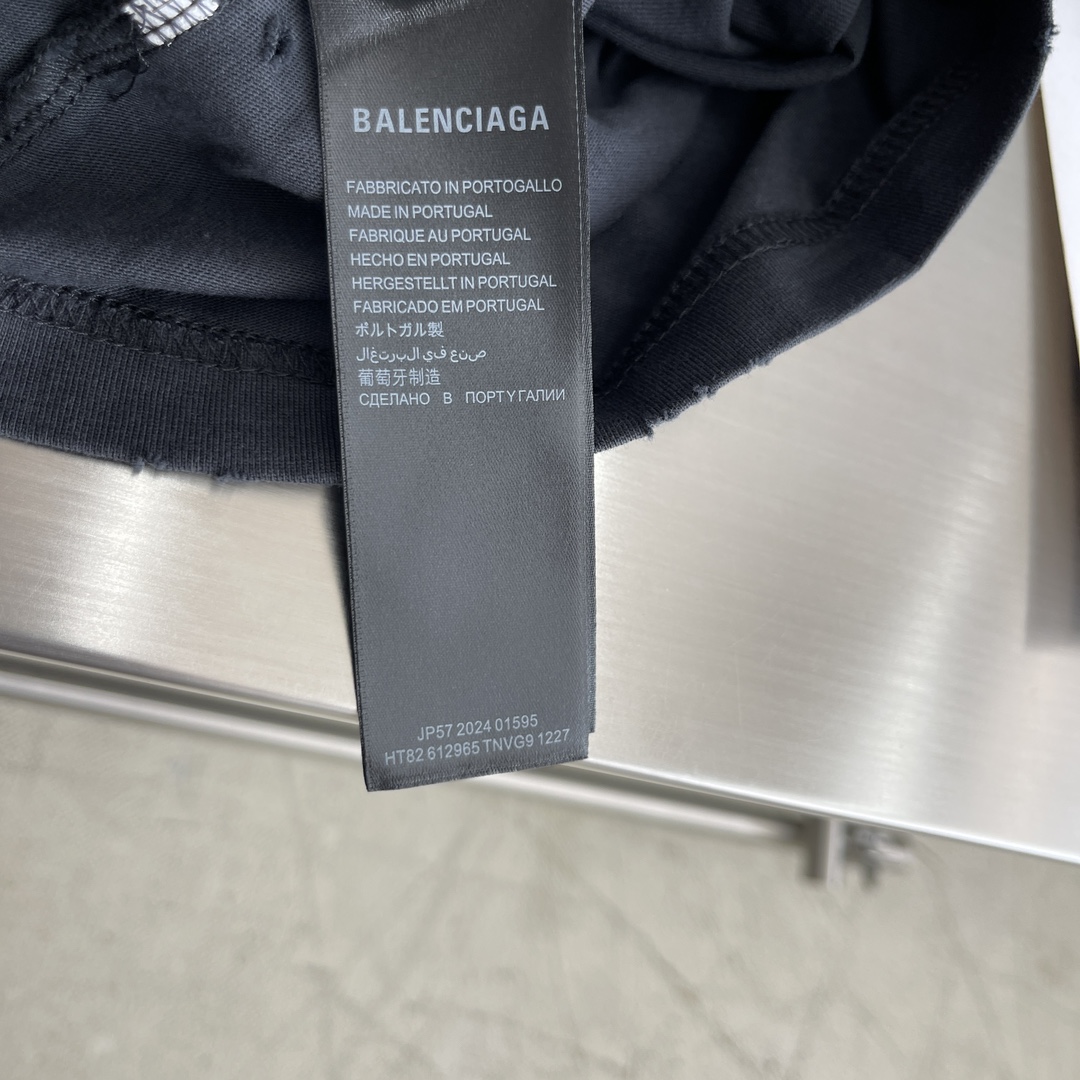 BALENCIAGA
FABBRICATO IN PORTOGALLO
MADE IN PORTUGAL
FABRIQUE AU PORTUGAL
HECHO EN PORTUGAL
HERGESTELLT IN PORTUGAL
FABRICADO EM PORTUGAL
ポルトガル製
صنع في البرتغال
葡萄牙制造
СДЕЛАНО В ПОРТУГАЛИИ
JP57 2024 01595
HT82 612965 TNVG9 1227